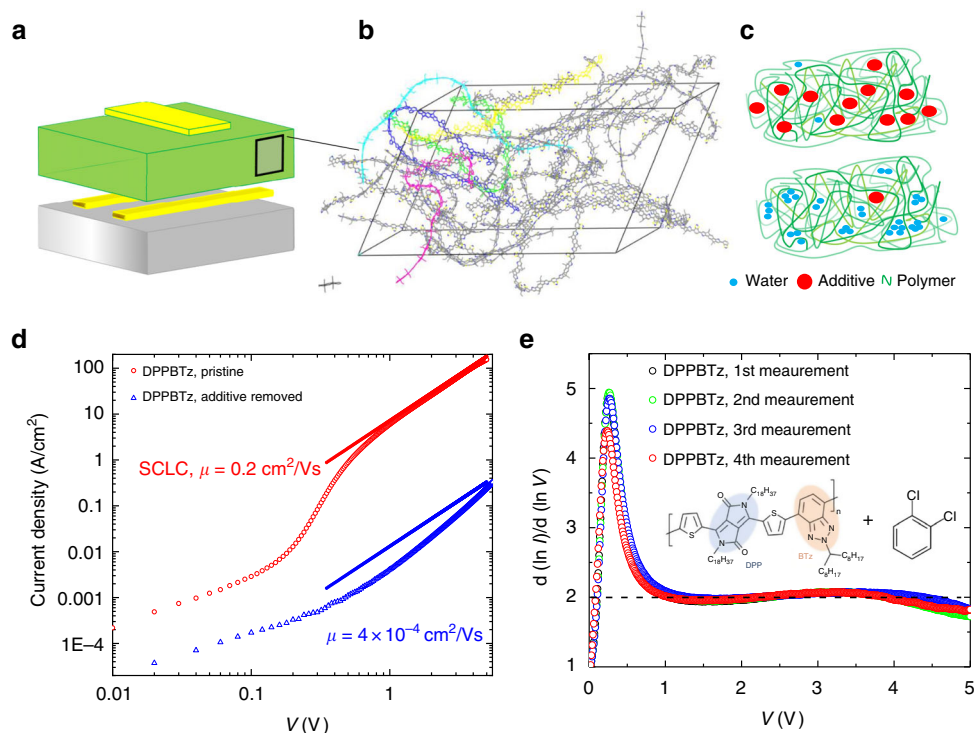 a
b
c
Water Additive Polymer
d
100
10
1
0.1
0.01
0.001
1E–4
Current density (A/cm²)
DPPBTz, pristine
DPPBTz, additive removed
SCLC, μ = 0.2 cm²/Vs
μ = 4 × 10⁻⁴ cm²/Vs
0.01 0.1 1
V (V)
e
5
4
3
2
1
d (ln I)/d (ln V)
DPPBTz, 1st meaurement
DPPBTz, 2nd meaurement
DPPBTz, 3rd meaurement
DPPBTz, 4th meaurement
C₁₈H₃₇
O
N
S
S
n
N
N
N
N
O
C₁₈H₃₇
DPP
BTz
C₈H₁₇
C₈H₁₇
+
Cl
Cl
0 1 2 3 4 5
V (V)